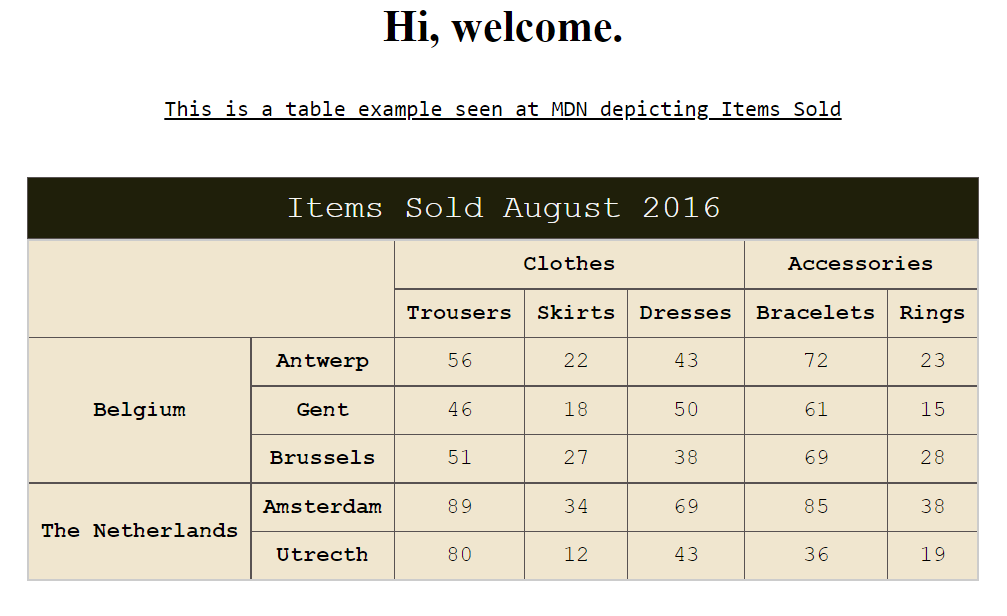 Hi, welcome.
This is a table example seen at MDN depicting Items Sold
Items Sold August 2016
Clothes Accessories
Trousers Skirts Dresses Bracelets Rings
Belgium Antwerp 56 22 43 72 23
Gent 46 18 50 61 15
Brussels 51 27 38 69 28
The Netherlands Amsterdam 89 34 69 85 38
Utrecth 80 12 43 36 19